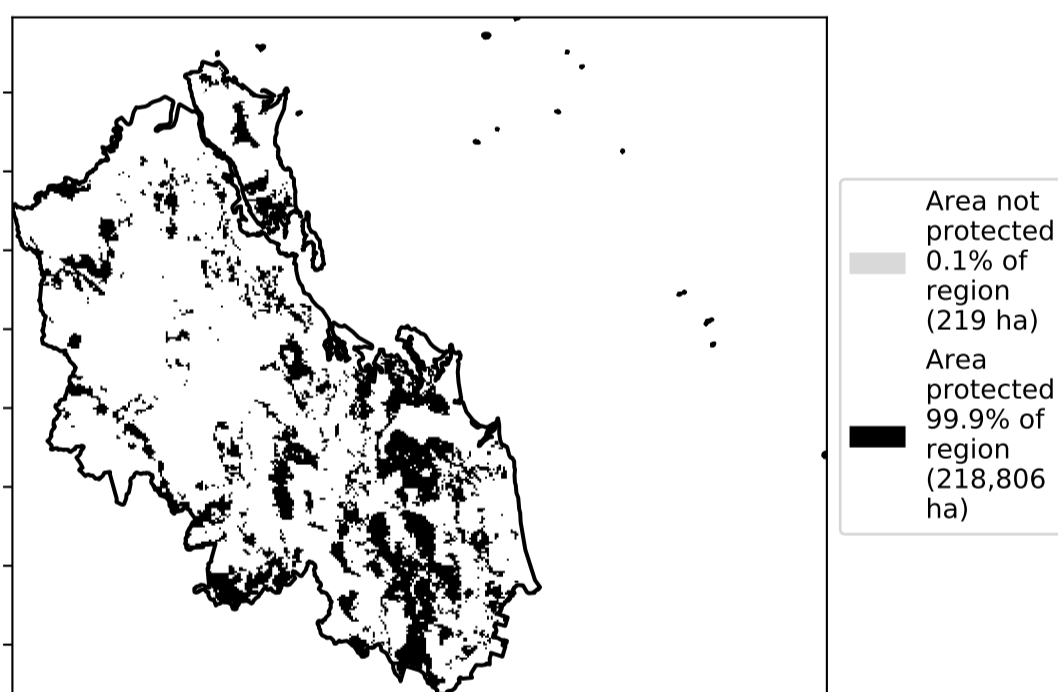 Area not
protected
0.1% of
region
(219 ha)
Area
protected
99.9% of
region
(218,806
ha)